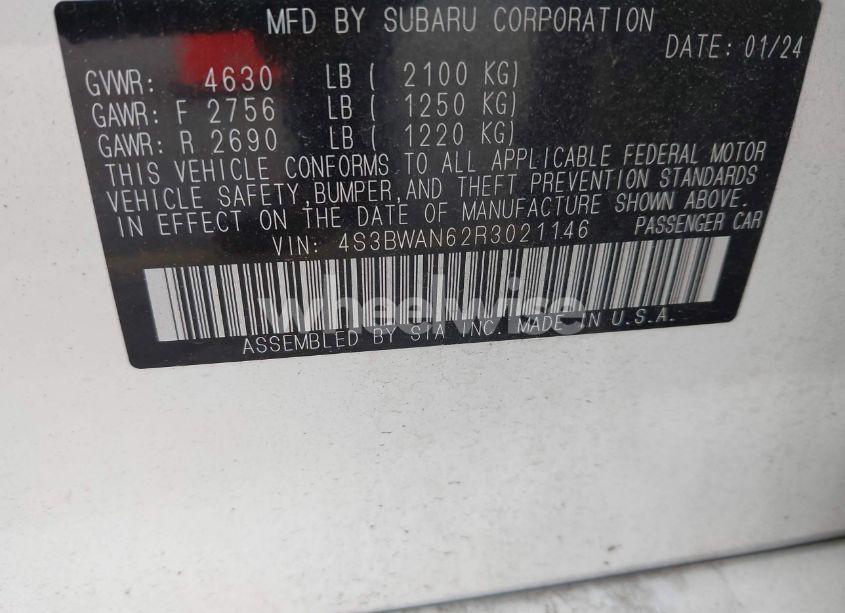 MFD BY SUBARU CORPORATION
DATE: 01/24
GVWR: 4630 LB ( 2100 KG)
GAWR: F 2756 LB ( 1250 KG)
GAWR: R 2690 LB ( 1220 KG)
THIS VEHICLE CONFORMS TO ALL APPLICABLE FEDERAL MOTOR
VEHICLE SAFETY,BUMPER,AND THEFT PREVENTION STANDARDS
IN EFFECT ON THE DATE OF MANUFACTURE SHOWN ABOVE.
VIN: 4S3BWAN62R3021146 PASSENGER CAR
wheelwise
ASSEMBLED BY SIA INC. MADE IN U.S.A.